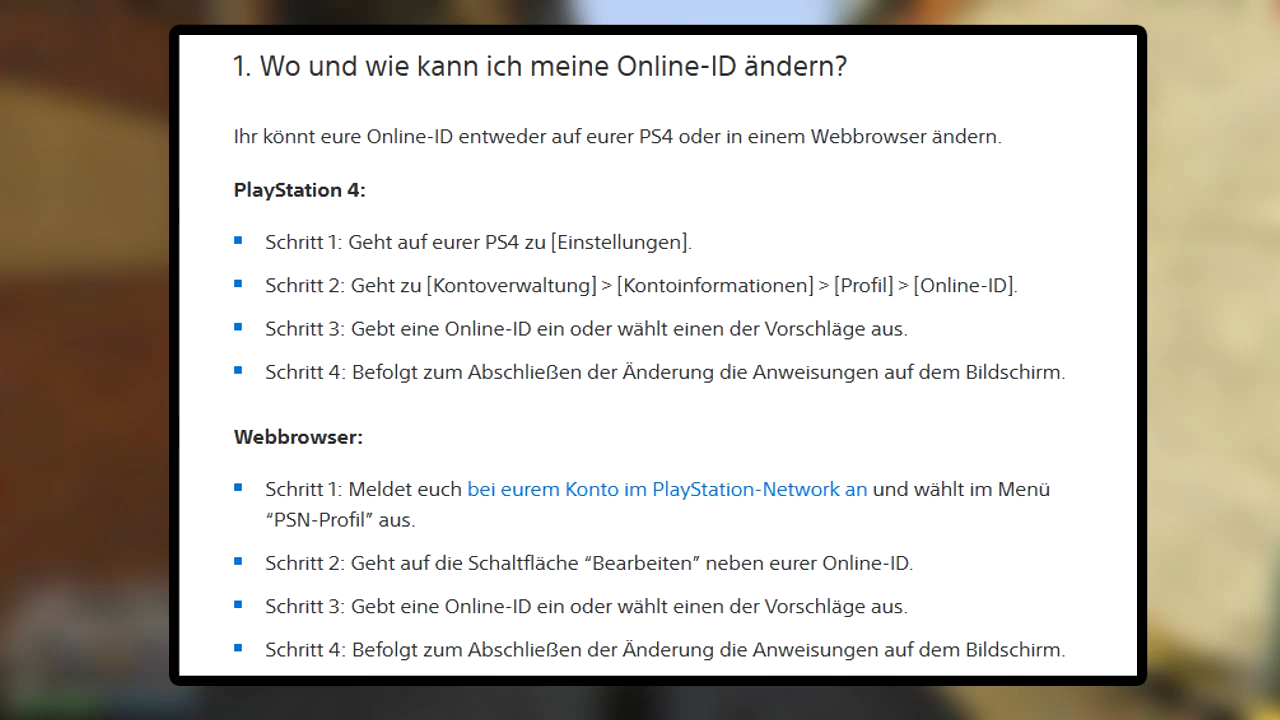 1. Wo und wie kann ich meine Online-ID ändern?
Ihr könnt eure Online-ID entweder auf eurer PS4 oder in einem Webbrowser ändern.
PlayStation 4:
Schritt 1: Geht auf eurer PS4 zu [Einstellungen].
Schritt 2: Geht zu [Kontoverwaltung] > [Kontoinformationen] > [Profil] > [Online-ID].
Schritt 3: Gebt eine Online-ID ein oder wählt einen der Vorschläge aus.
Schritt 4: Befolgt zum Abschließen der Änderung die Anweisungen auf dem Bildschirm.
Webbrowser:
Schritt 1: Meldet euch bei eurem Konto im PlayStation-Network an und wählt im Menü
“PSN-Profil” aus.
Schritt 2: Geht auf die Schaltfläche “Bearbeiten” neben eurer Online-ID.
Schritt 3: Gebt eine Online-ID ein oder wählt einen der Vorschläge aus.
Schritt 4: Befolgt zum Abschließen der Änderung die Anweisungen auf dem Bildschirm.